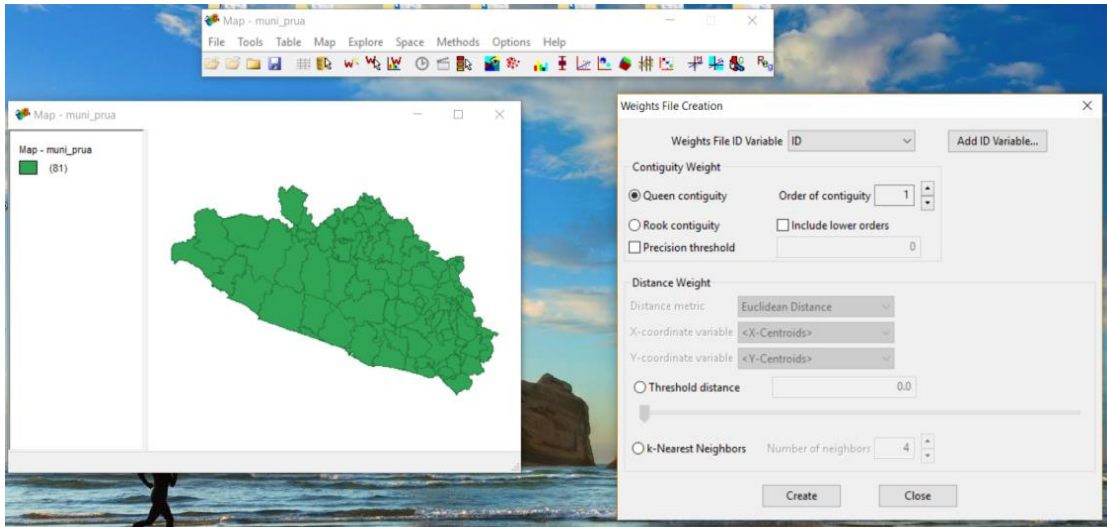 Map - muni_prua
File Tools Table Map Explore Space Methods Options Help
Map - muni_prua
Map - muni_prua
(81)
Weights File Creation
Weights File ID Variable ID Add ID Variable...
Contiguity Weight
Queen contiguity Order of contiguity 1
Rook contiguity Include lower orders
Precision threshold 0
Distance Weight
Distance metric Euclidean Distance
X-coordinate variable <X-Centroids>
Y-coordinate variable <Y-Centroids>
Threshold distance 0.0
k-Nearest Neighbors Number of neighbors 4
Create Close